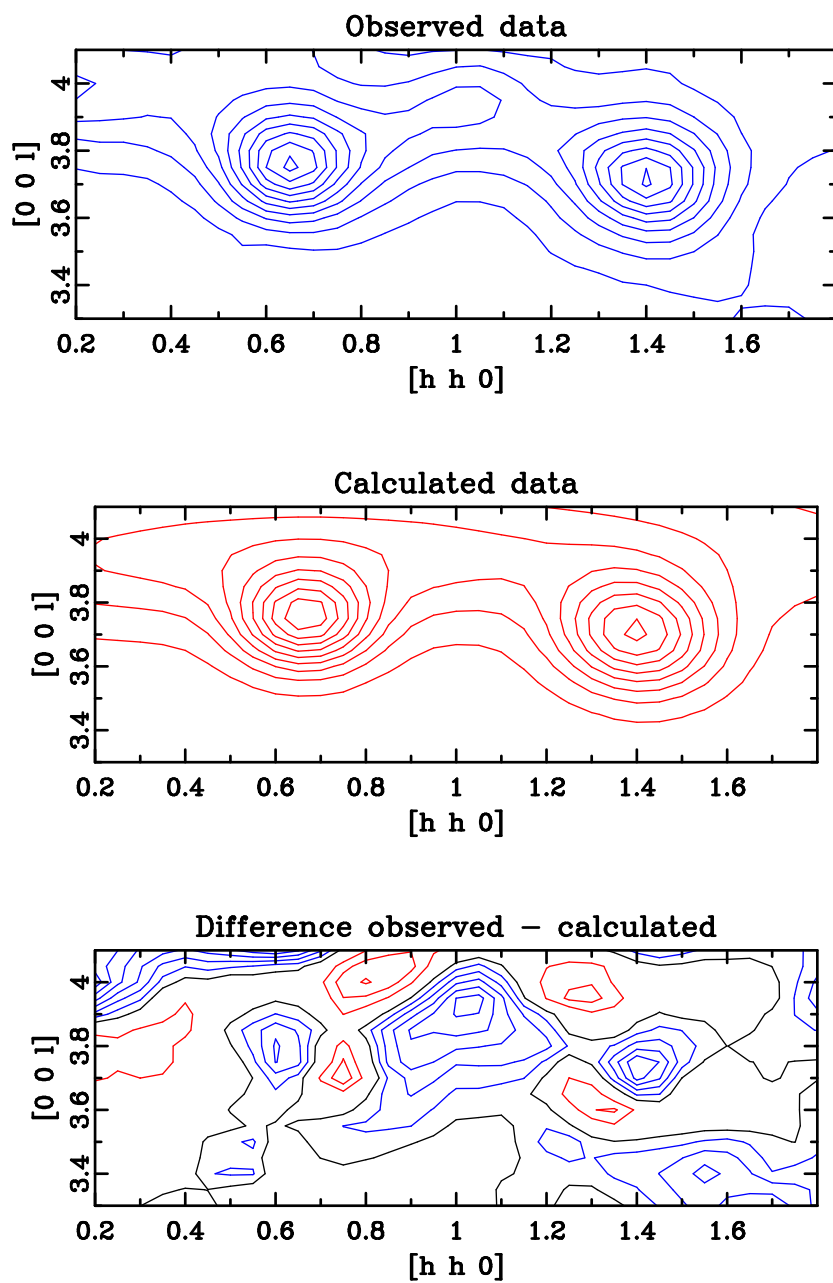 Observed data
4
3.8
3.6
3.4
[0 0 l]
0.2 0.4 0.6 0.8 1 1.2 1.4 1.6
[h h 0]
Calculated data
4
3.8
3.6
3.4
[0 0 l]
0.2 0.4 0.6 0.8 1 1.2 1.4 1.6
[h h 0]
Difference observed − calculated
4
3.8
3.6
3.4
[0 0 l]
0.2 0.4 0.6 0.8 1 1.2 1.4 1.6
[h h 0]